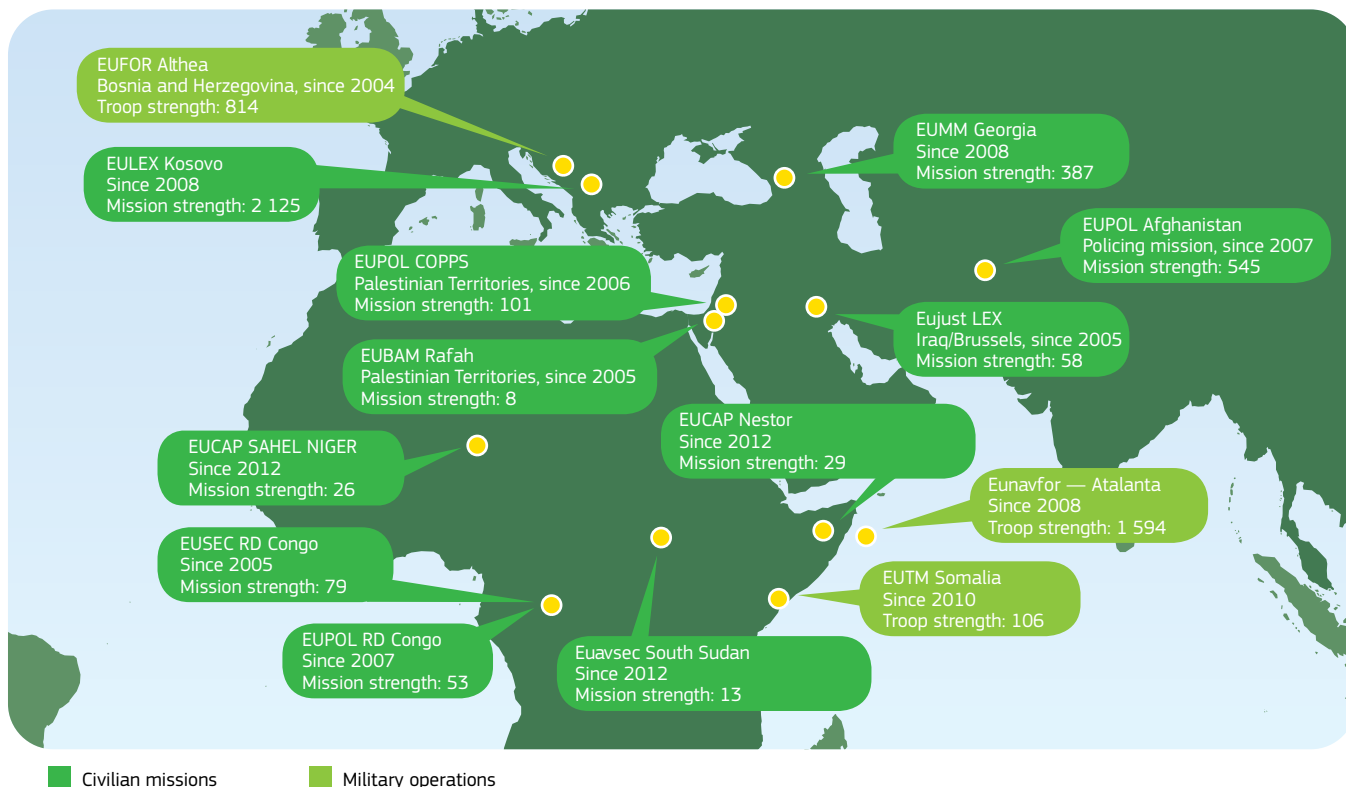 EUFOR Althea
Bosnia and Herzegovina, since 2004
Troop strength: 814
EULEX Kosovo
Since 2008
Mission strength: 2 125
EUMM Georgia
Since 2008
Mission strength: 387
EUPOL Afghanistan
Policing mission, since 2007
Mission strength: 545
EUPOL COPPS
Palestinian Territories, since 2006
Mission strength: 101
Eujust LEX
Iraq/Brussels, since 2005
Mission strength: 58
EUBAM Rafah
Palestinian Territories, since 2005
Mission strength: 8
EUCAP Nestor
Since 2012
Mission strength: 29
EUCAP SAHEL NIGER
Since 2012
Mission strength: 26
Eunavfor — Atalanta
Since 2008
Troop strength: 1 594
EUSEC RD Congo
Since 2005
Mission strength: 79
EUTM Somalia
Since 2010
Troop strength: 106
EUPOL RD Congo
Since 2007
Mission strength: 53
Euavsec South Sudan
Since 2012
Mission strength: 13
Civilian missions
Military operations